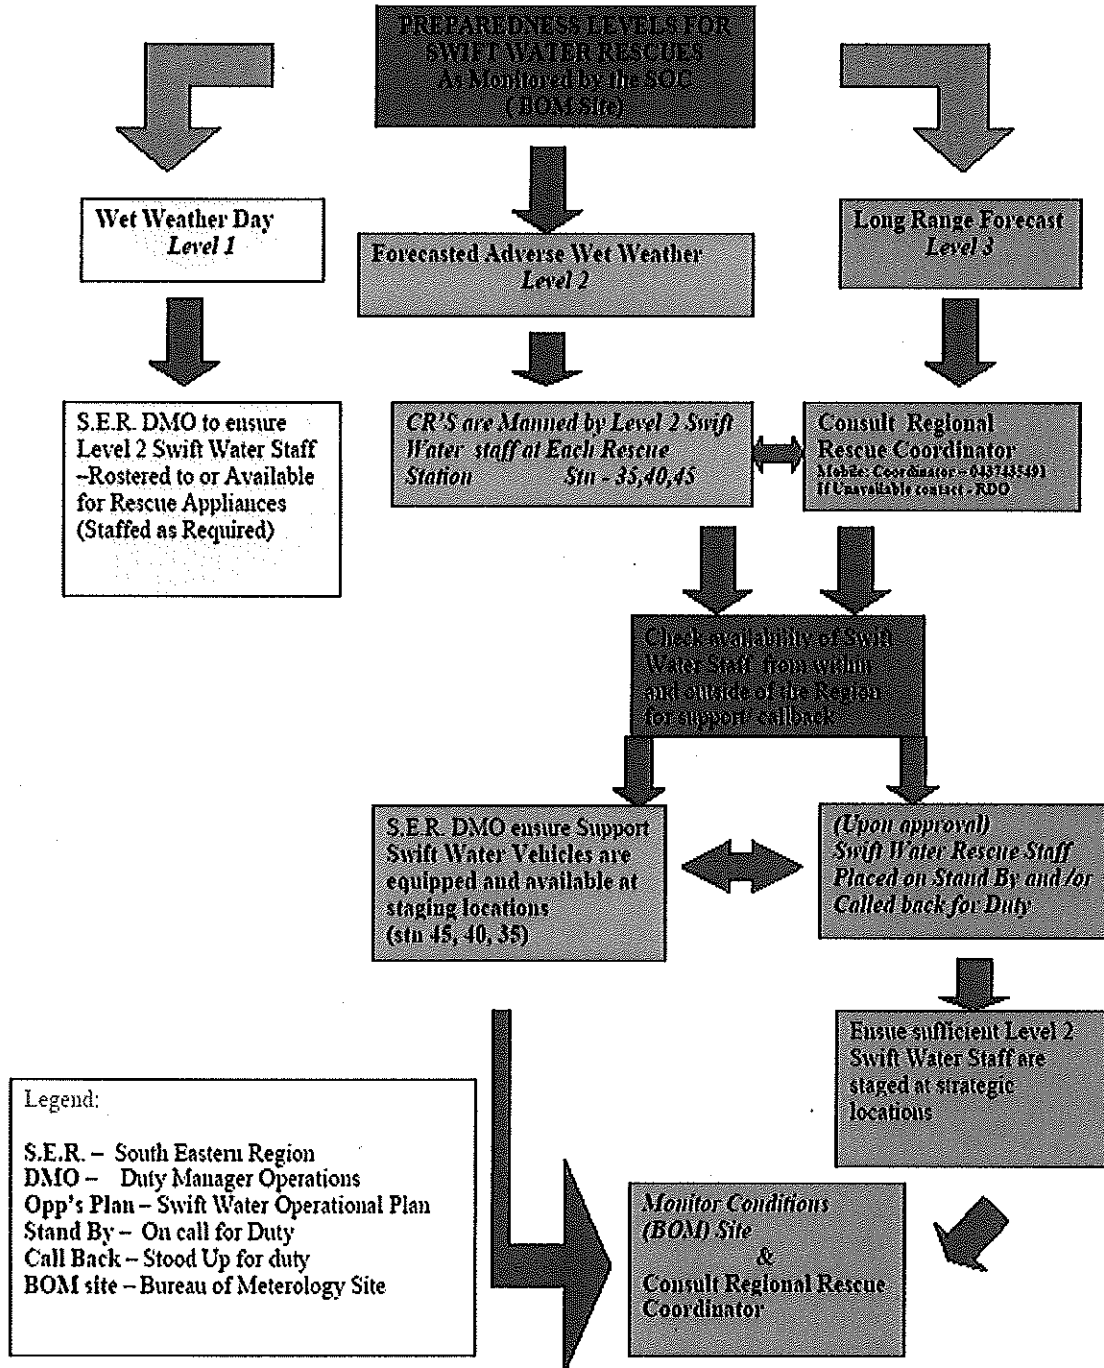 PREPAREDNESS LEVELS FOR
SWIFT WATER RESCUES
As Monitored by the SOC
( BOM Site)
Wet Weather Day
Level 1
Forecasted Adverse Wet Weather
Level 2
Long Range Forecast
Level 3
S.E.R. DMO to ensure
Level 2 Swift Water Staff
–Rostered to or Available
for Rescue Appliances
(Staffed as Required)
CR'S are Manned by Level 2 Swift
Water staff at Each Rescue
Station Stn - 35,40,45
Consult Regional
Rescue Coordinator
Mobile: Coordinator – 0437435491
If Unavailable contact - RDO
Check availability of Swift
Water Staff from within
and outside of the Region
for support/ callback
S.E.R. DMO ensure Support
Swift Water Vehicles are
equipped and available at
staging locations
(stn 45, 40, 35)
(Upon approval)
Swift Water Rescue Staff
Placed on Stand By and /or
Called back for Duty
Ensue sufficient Level 2
Swift Water Staff are
staged at strategic
locations
Legend:
S.E.R. – South Eastern Region
DMO – Duty Manager Operations
Opp's Plan – Swift Water Operational Plan
Stand By – On call for Duty
Call Back – Stood Up for duty
BOM site – Bureau of Meterology Site
Monitor Conditions
(BOM) Site
&
Consult Regional Rescue
Coordinator